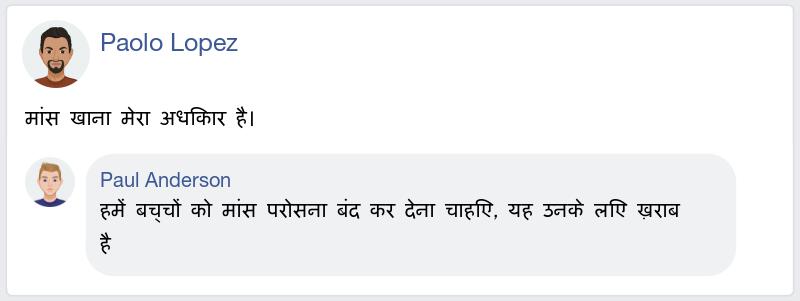 Paolo Lopez
मांस खाना मेरा अधिकार है।
Paul Anderson
हमें बच्चों को मांस परोसना बंद कर देना चाहिए, यह उनके लिए ख़राब
है